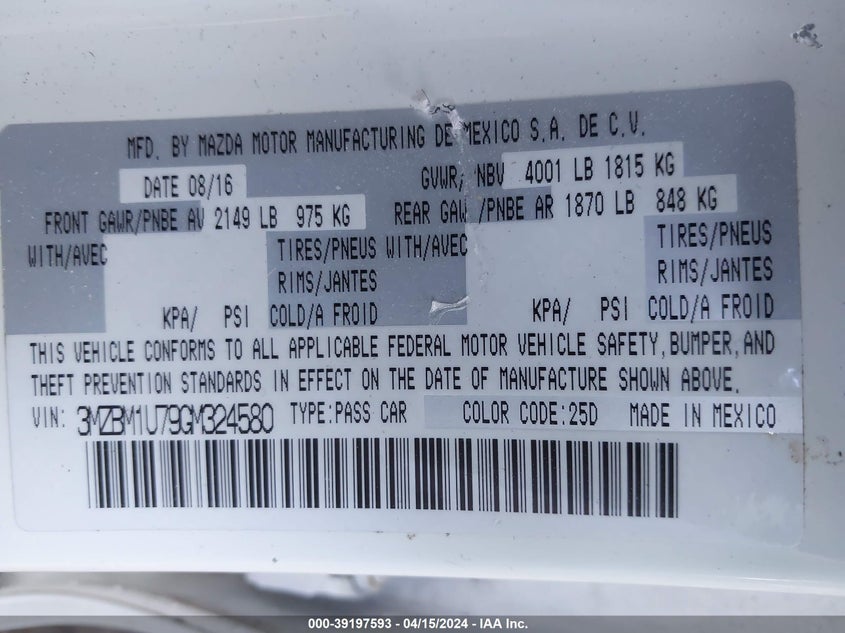 MFD. BY MAZDA MOTOR MANUFACTURING DE MEXICO S.A. DE C.V.
DATE 08/16 GVWR/ NBV 4001 LB 1815 KG
FRONT GAWR/PNBE AV 2149 LB 975 KG REAR GAW /PNBE AR 1870 LB 848 KG
WITH/AVEC TIRES/PNEUS WITH/AVEC TIRES/PNEUS
RIMS/JANTES RIMS/JANTES
KPA/ PSI COLD/A FROID KPA/ PSI COLD/A FROID
THIS VEHICLE CONFORMS TO ALL APPLICABLE FEDERAL MOTOR VEHICLE SAFETY, BUMPER, AND
THEFT PREVENTION STANDARDS IN EFFECT ON THE DATE OF MANUFACTURE SHOWN ABOVE.
VIN: 3MZBM1U79GM324580 TYPE:PASS CAR COLOR CODE:25D MADE IN MEXICO
000-39197593 - 04/15/2024 - IAA Inc.